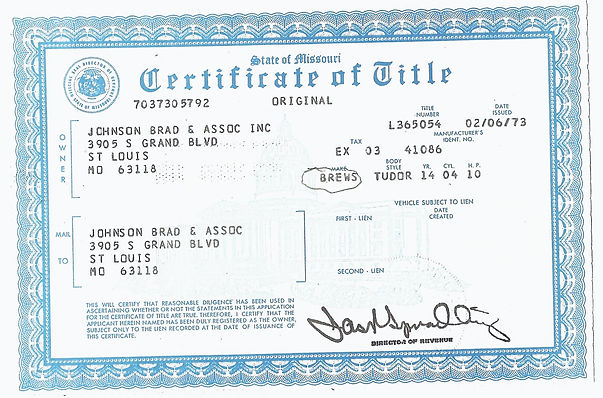 State of Missouri
Certificate of Title
7037305792 ORIGINAL
TITLE NUMBER DATE ISSUED
L365054 02/06/73
OWNER
JOHNSON BRAD & ASSOC INC
3905 S GRAND BLVD
ST LOUIS
MO 63118
TAX MANUFACTURER'S IDENT. NO.
EX 03 41086
MAKE BODY STYLE YR. CYL. H.P.
BREWS TUDOR 14 04 10
MAIL TO
JOHNSON BRAD & ASSOC
3905 S GRAND BLVD
ST LOUIS
MO 63118
VEHICLE SUBJECT TO LIEN
FIRST - LIEN DATE CREATED
SECOND - LIEN
THIS WILL CERTIFY THAT REASONABLE DILIGENCE HAS BEEN USED IN
ASCERTAINING WHETHER OR NOT THE STATEMENTS IN THIS APPLICATION
FOR THE CERTIFICATE OF TITLE ARE TRUE. THEREFORE, I CERTIFY THAT THE
APPLICANT HEREIN NAMED HAS BEEN DULY REGISTERED AS THE OWNER,
SUBJECT ONLY TO THE LIEN RECORDED AT THE DATE OF ISSUANCE OF
THIS CERTIFICATE.
DIRECTOR OF REVENUE